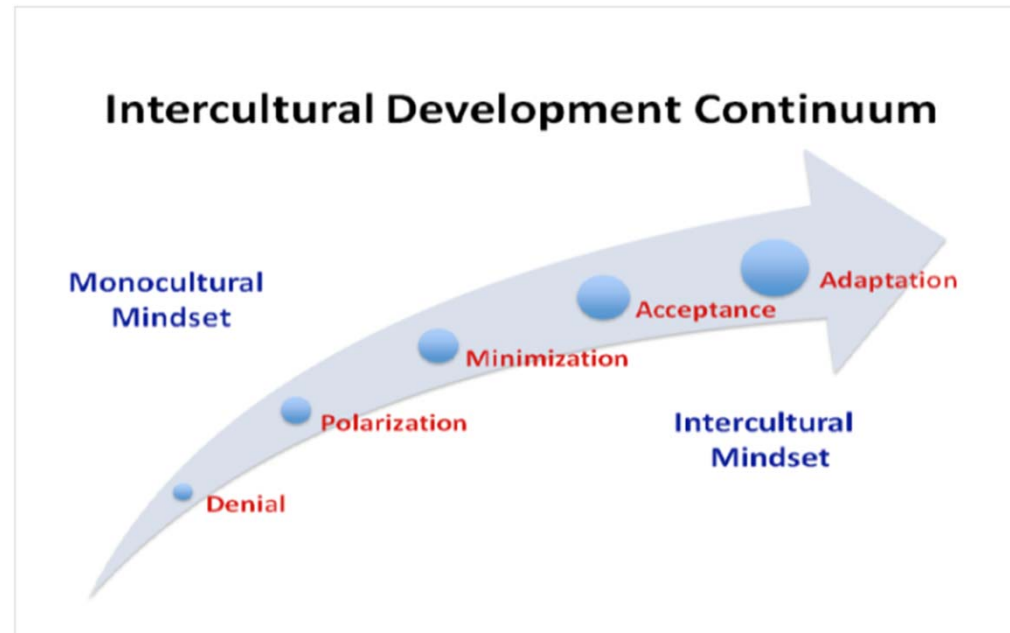 Intercultural Development Continuum
Monocultural
Mindset
Adaptation
Acceptance
Minimization
Polarization
Intercultural
Mindset
Denial